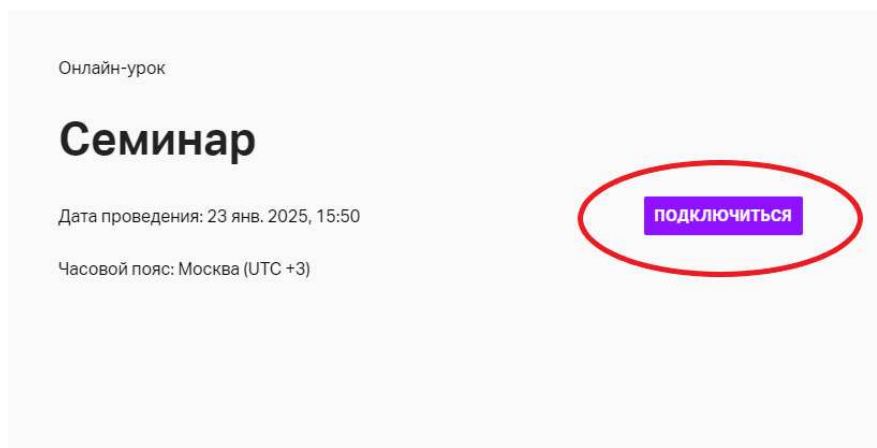 Онлайн-урок
Семинар
Дата проведения: 23 янв. 2025, 15:50
ПОДКЛЮЧИТЬСЯ
Часовой пояс: Москва (UTC +3)